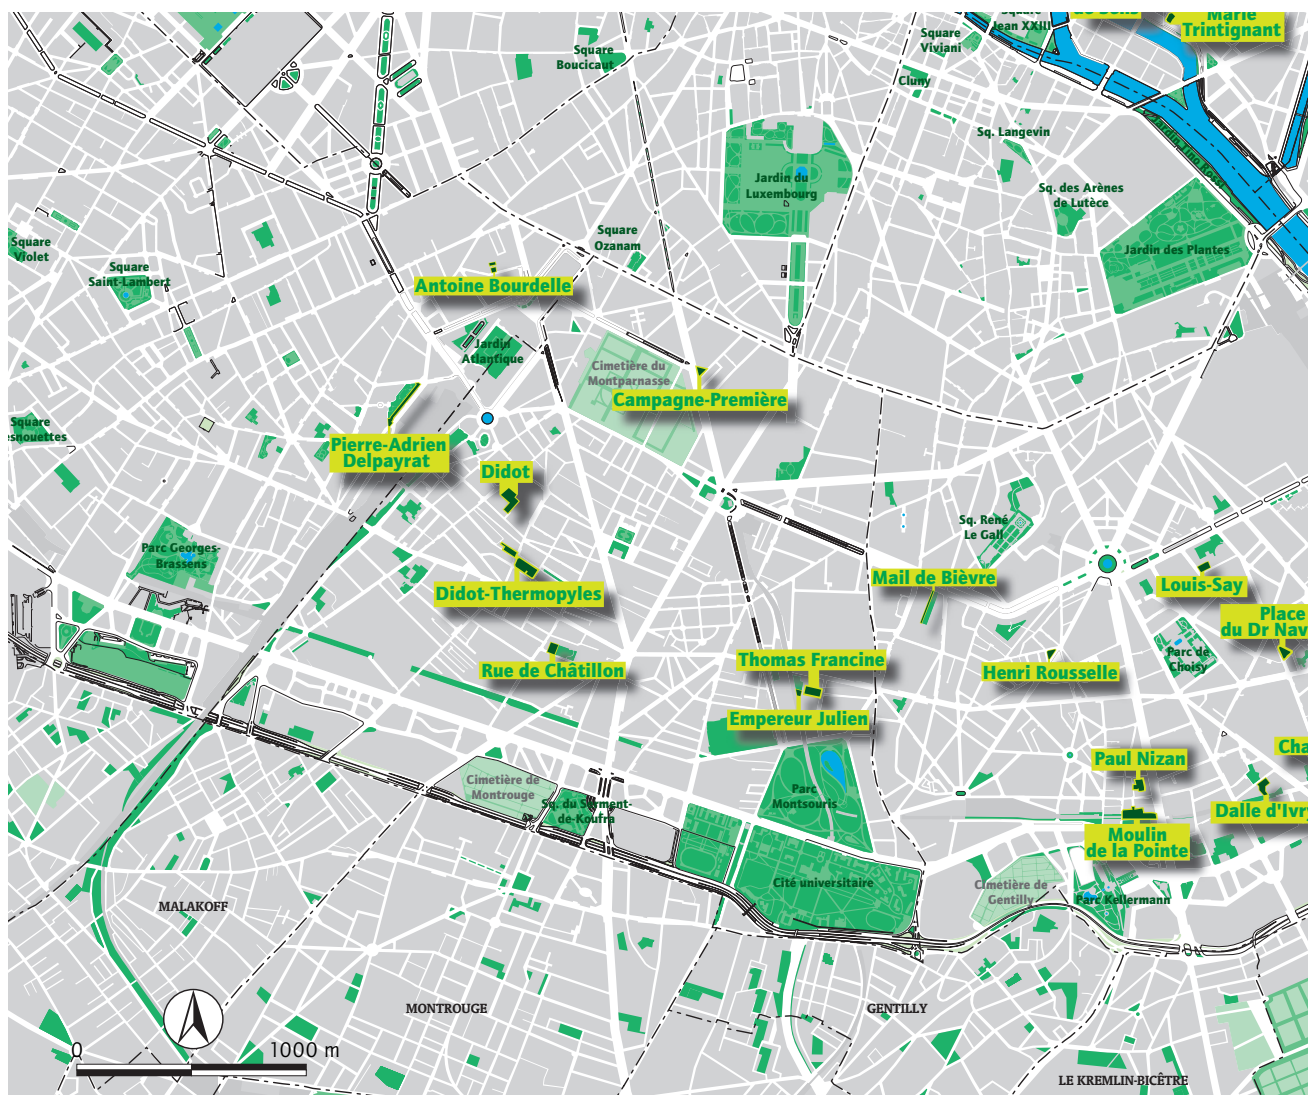 Marie
Trintignant
Square
Jean XXIII
Square
Viviani
Square
Boucicaut
Cluny
Sq. Langevin
Jardin Tino Rossi
Jardin du
Luxembourg
Sq. des Arènes
de Lutèce
Square
Ozanam
Jardin des Plantes
Square
Violet
Square
Saint-Lambert
Antoine Bourdelle
Jardin
Atlantique
Cimetière du
Montparnasse
Campagne-Première
Square
esnouettes
Pierre-Adrien
Delpayrat
Didot
Sq. René
Le Gall
Parc Georges-
Brassens
Didot-Thermopyles
Mail de Bièvre
Louis-Say
Place
du Dr Nav
Parc de
Choisy
Rue de Châtillon
Thomas Francine
Henri Rousselle
Empereur Julien
Cha
Paul Nizan
Cimetière de
Montrouge
Parc
Montsouris
Sq. du Serment-
de-Koufra
Dalle d'Ivry
Moulin
de la Pointe
Cité universitaire
Cimetière de
Gentilly
Parc Kellermann
MALAKOFF
MONTROUGE
GENTILLY
0 1000 m
LE KREMLIN-BICÊTRE